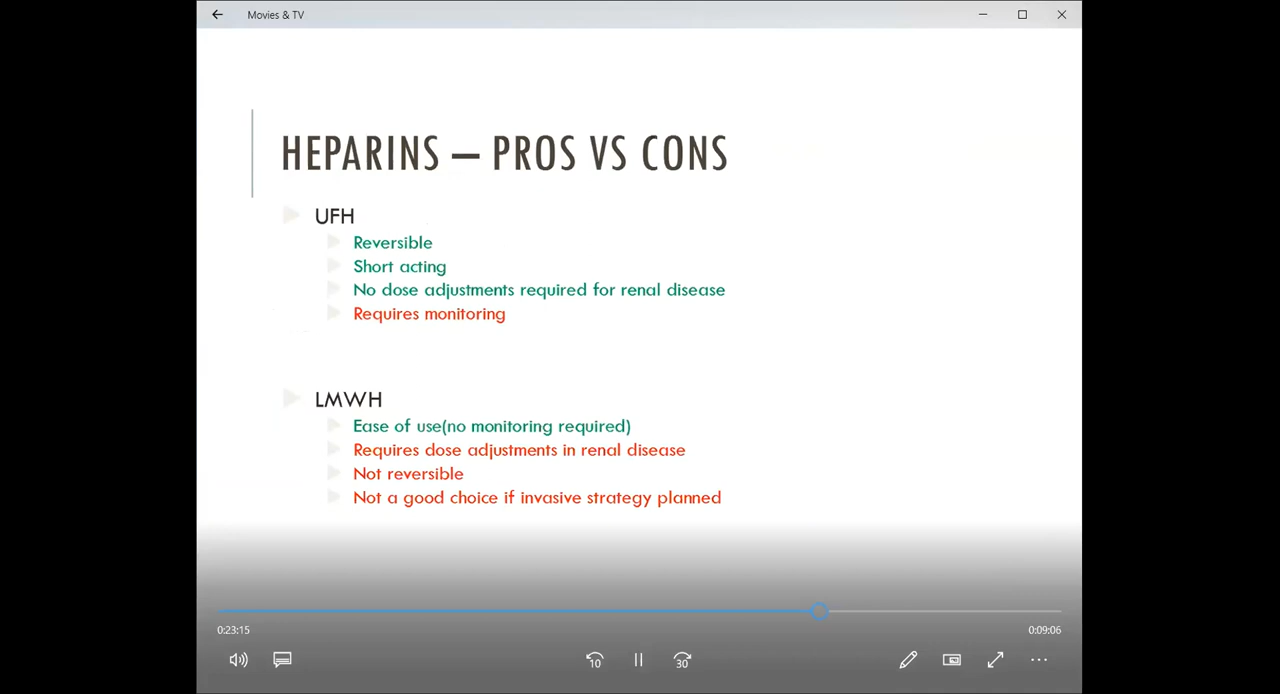 Movies & TV
HEPARINS – PROS VS CONS
UFH
Reversible
Short acting
No dose adjustments required for renal disease
Requires monitoring
LMWH
Ease of use(no monitoring required)
Requires dose adjustments in renal disease
Not reversible
Not a good choice if invasive strategy planned
0:23:15
0:09:06
10
30